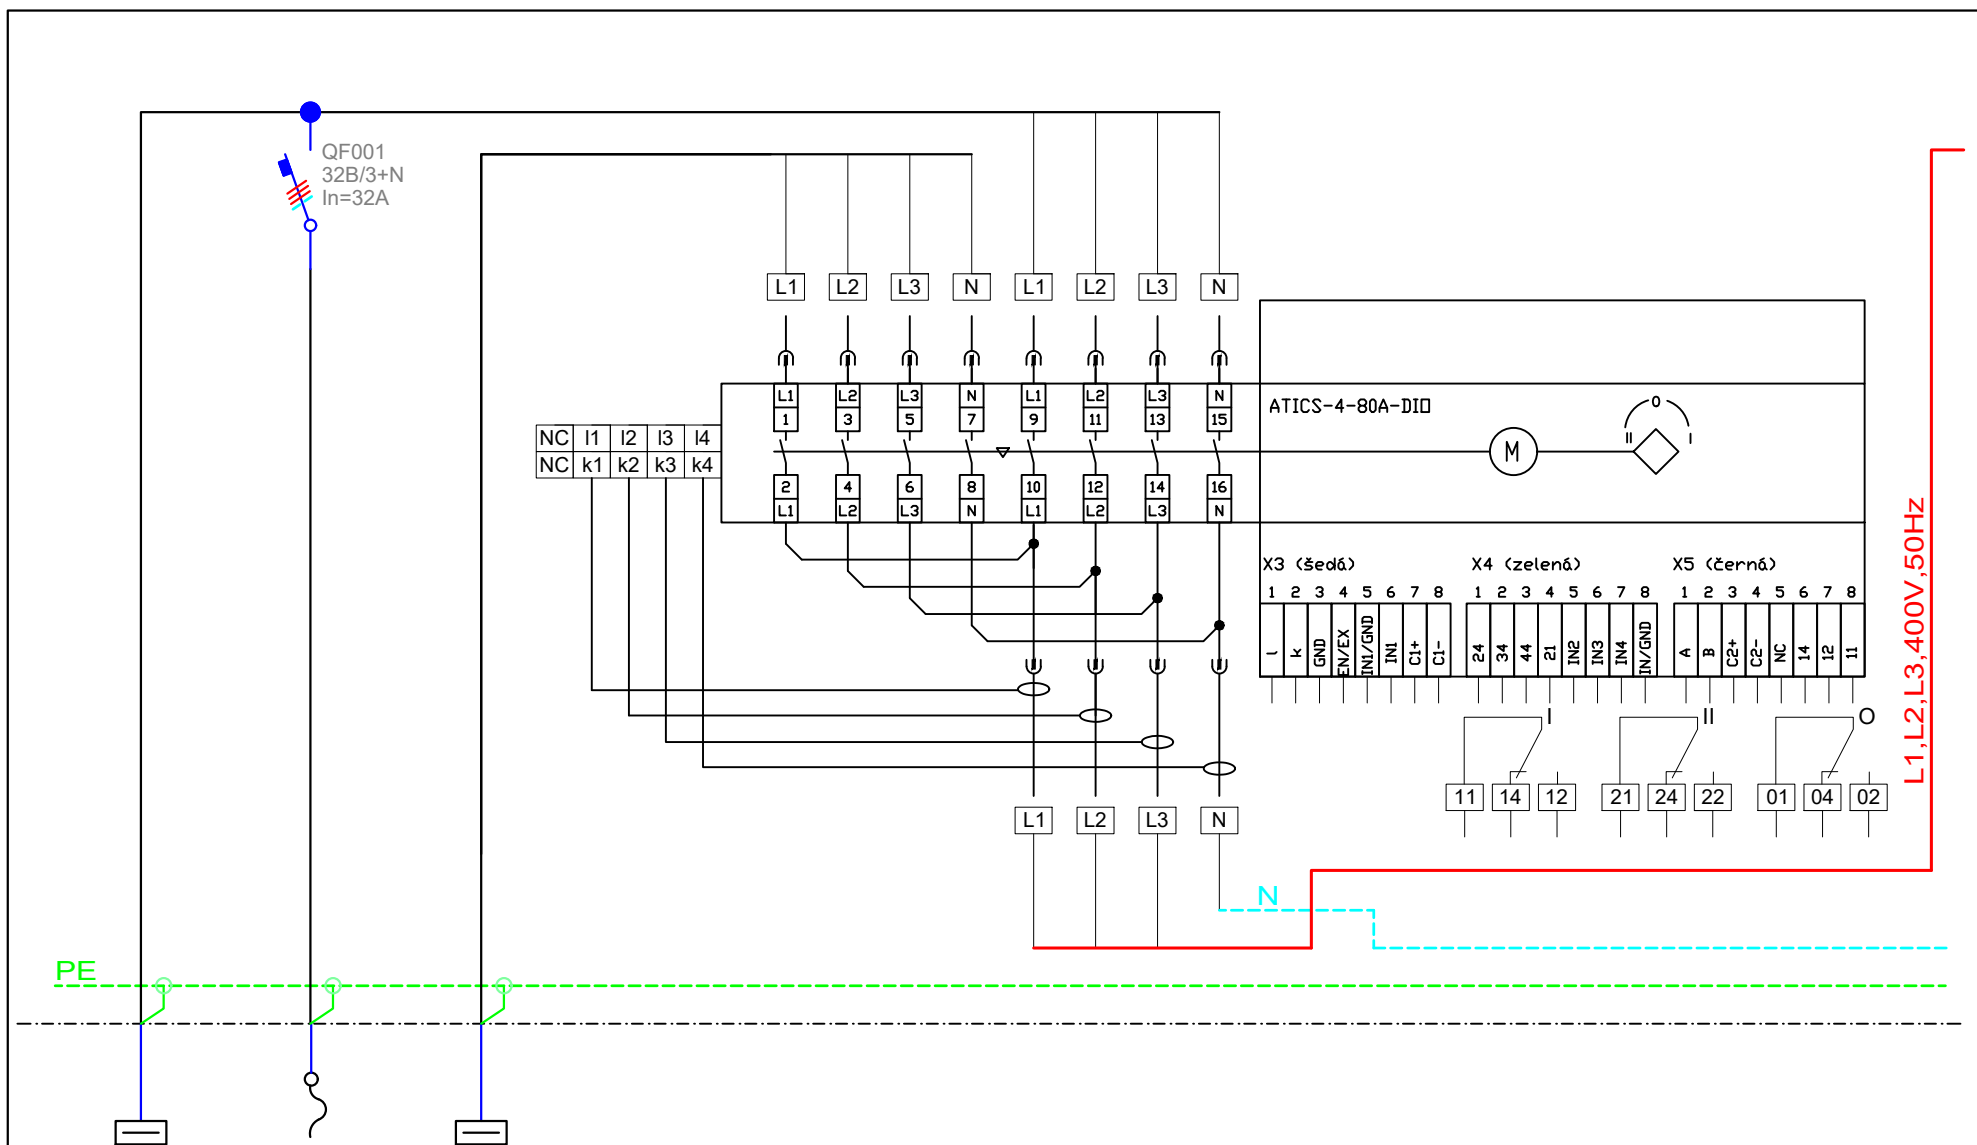 QF001
32B/3+N
In=32A
L1 L2 L3 N L1 L2 L3 N
L1 L2 L3 N L1 L2 L3 N
1 3 5 7 9 11 13 15
ATICS-4-80A-DIO
0
II I
M
NC l1 l2 l3 l4
NC k1 k2 k3 k4
2 4 6 8 10 12 14 16
L1 L2 L3 N L1 L2 L3 N
L1,L2,L3,400V,50Hz
X3 (šedá) X4 (zelená) X5 (černá)
1 2 3 4 5 6 7 8 1 2 3 4 5 6 7 8 1 2 3 4 5 6 7 8
l k GND EN/EX IN1/GND IN1 C1+ C1- 24 34 44 21 IN2 IN3 IN4 IN/GND A B C2+ C2- NC 14 12 11
I II O
11 14 12 21 24 22 01 04 02
L1 L2 L3 N
N
PE